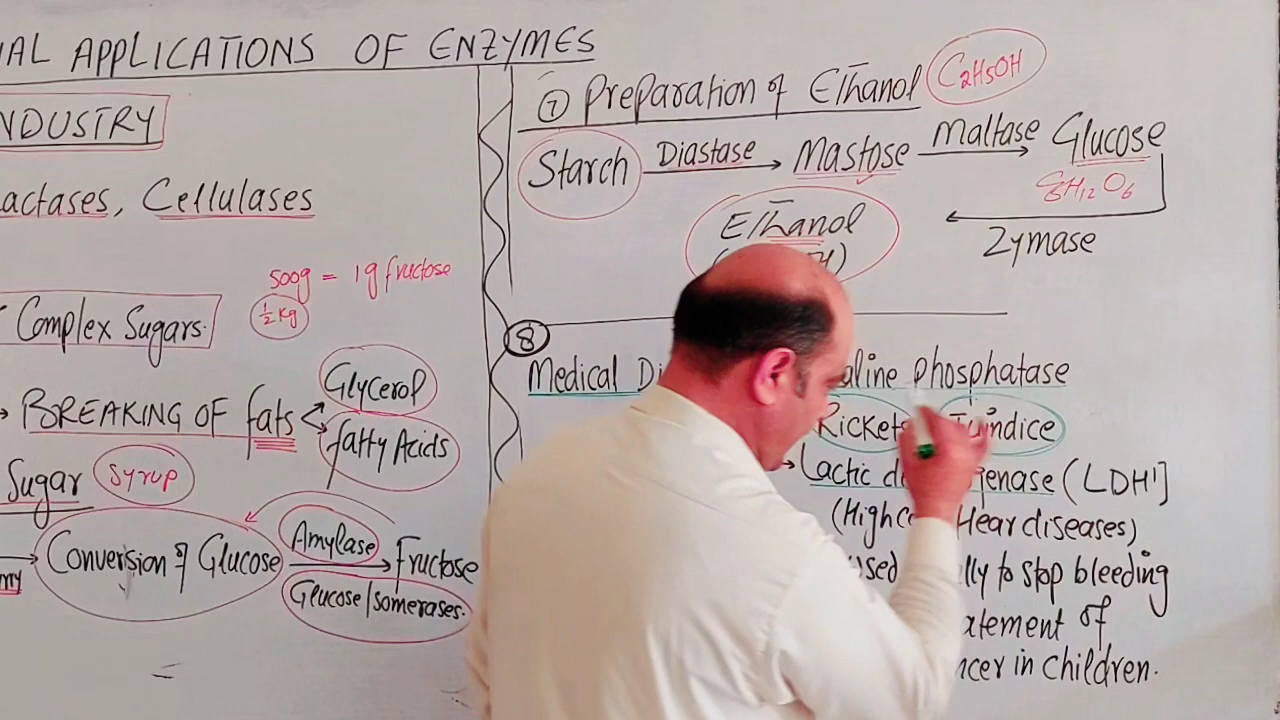 IAL APPLICATIONS OF ENZYMES
NDUSTRY
actases, Cellulases
500g = 1g fructose
½ Kg
Complex Sugars.
BREAKING OF fats
Glycerol
fatty Acids
Sugar
Syrup
Conversion of Glucose
Amylase
Fructose
Glucose Isomerases.
7 Preparation of Ethanol C2H5OH
Starch Diastase Mastose Maltase Glucose
C6H12O6
Zymase
Ethanol
8
Medical Di aline phosphatase
Rickets Juindice
Lactic d genase (LDH)
(High c Hear diseases)
sed lly to stop bleeding
atement of
ncer in children.